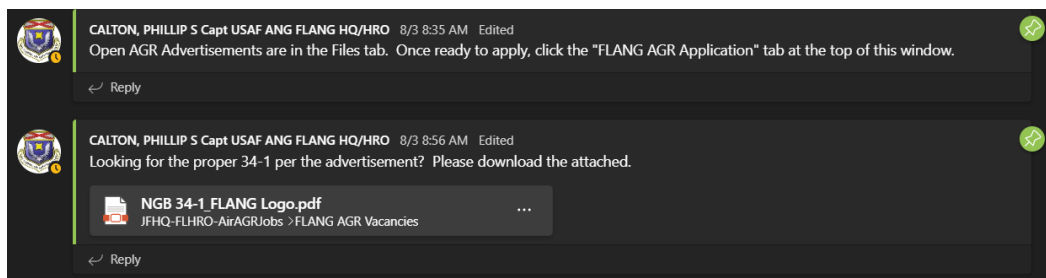 CALTON, PHILLIP S Capt USAF ANG FLANG HQ/HRO 8/3 8:35 AM Edited
Open AGR Advertisements are in the Files tab. Once ready to apply, click the "FLANG AGR Application" tab at the top of this window.
Reply
CALTON, PHILLIP S Capt USAF ANG FLANG HQ/HRO 8/3 8:56 AM Edited
Looking for the proper 34-1 per the advertisement? Please download the attached.
NGB 34-1_FLANG Logo.pdf
...
JFHQ-FLHRO-AirAGRJobs >FLANG AGR Vacancies
Reply